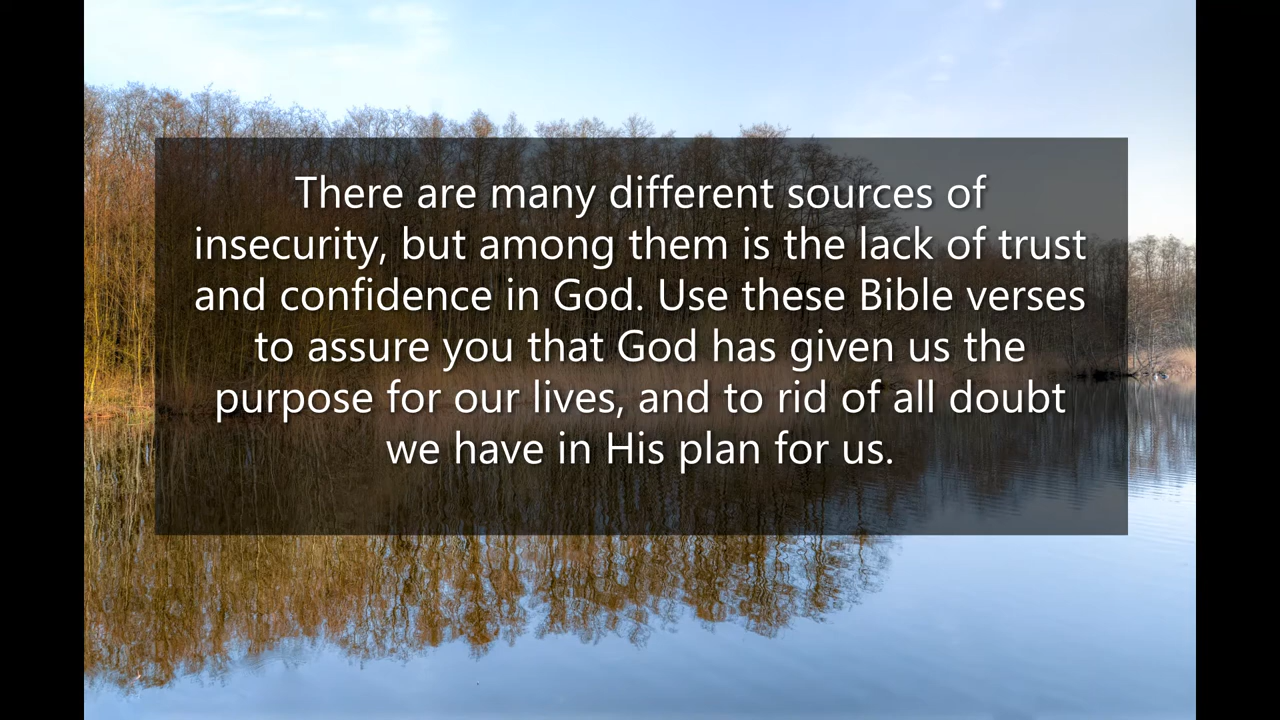 There are many different sources of
insecurity, but among them is the lack of trust
and confidence in God. Use these Bible verses
to assure you that God has given us the
purpose for our lives, and to rid of all doubt
we have in His plan for us.